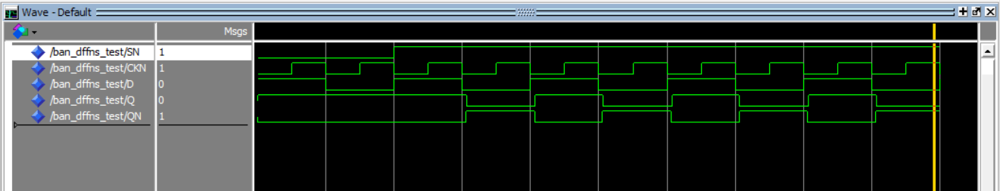 Wave - Default
Msgs
/ban_dffns_test/SN 1
/ban_dffns_test/CKN 1
/ban_dffns_test/D 0
/ban_dffns_test/Q 0
/ban_dffns_test/QN 1